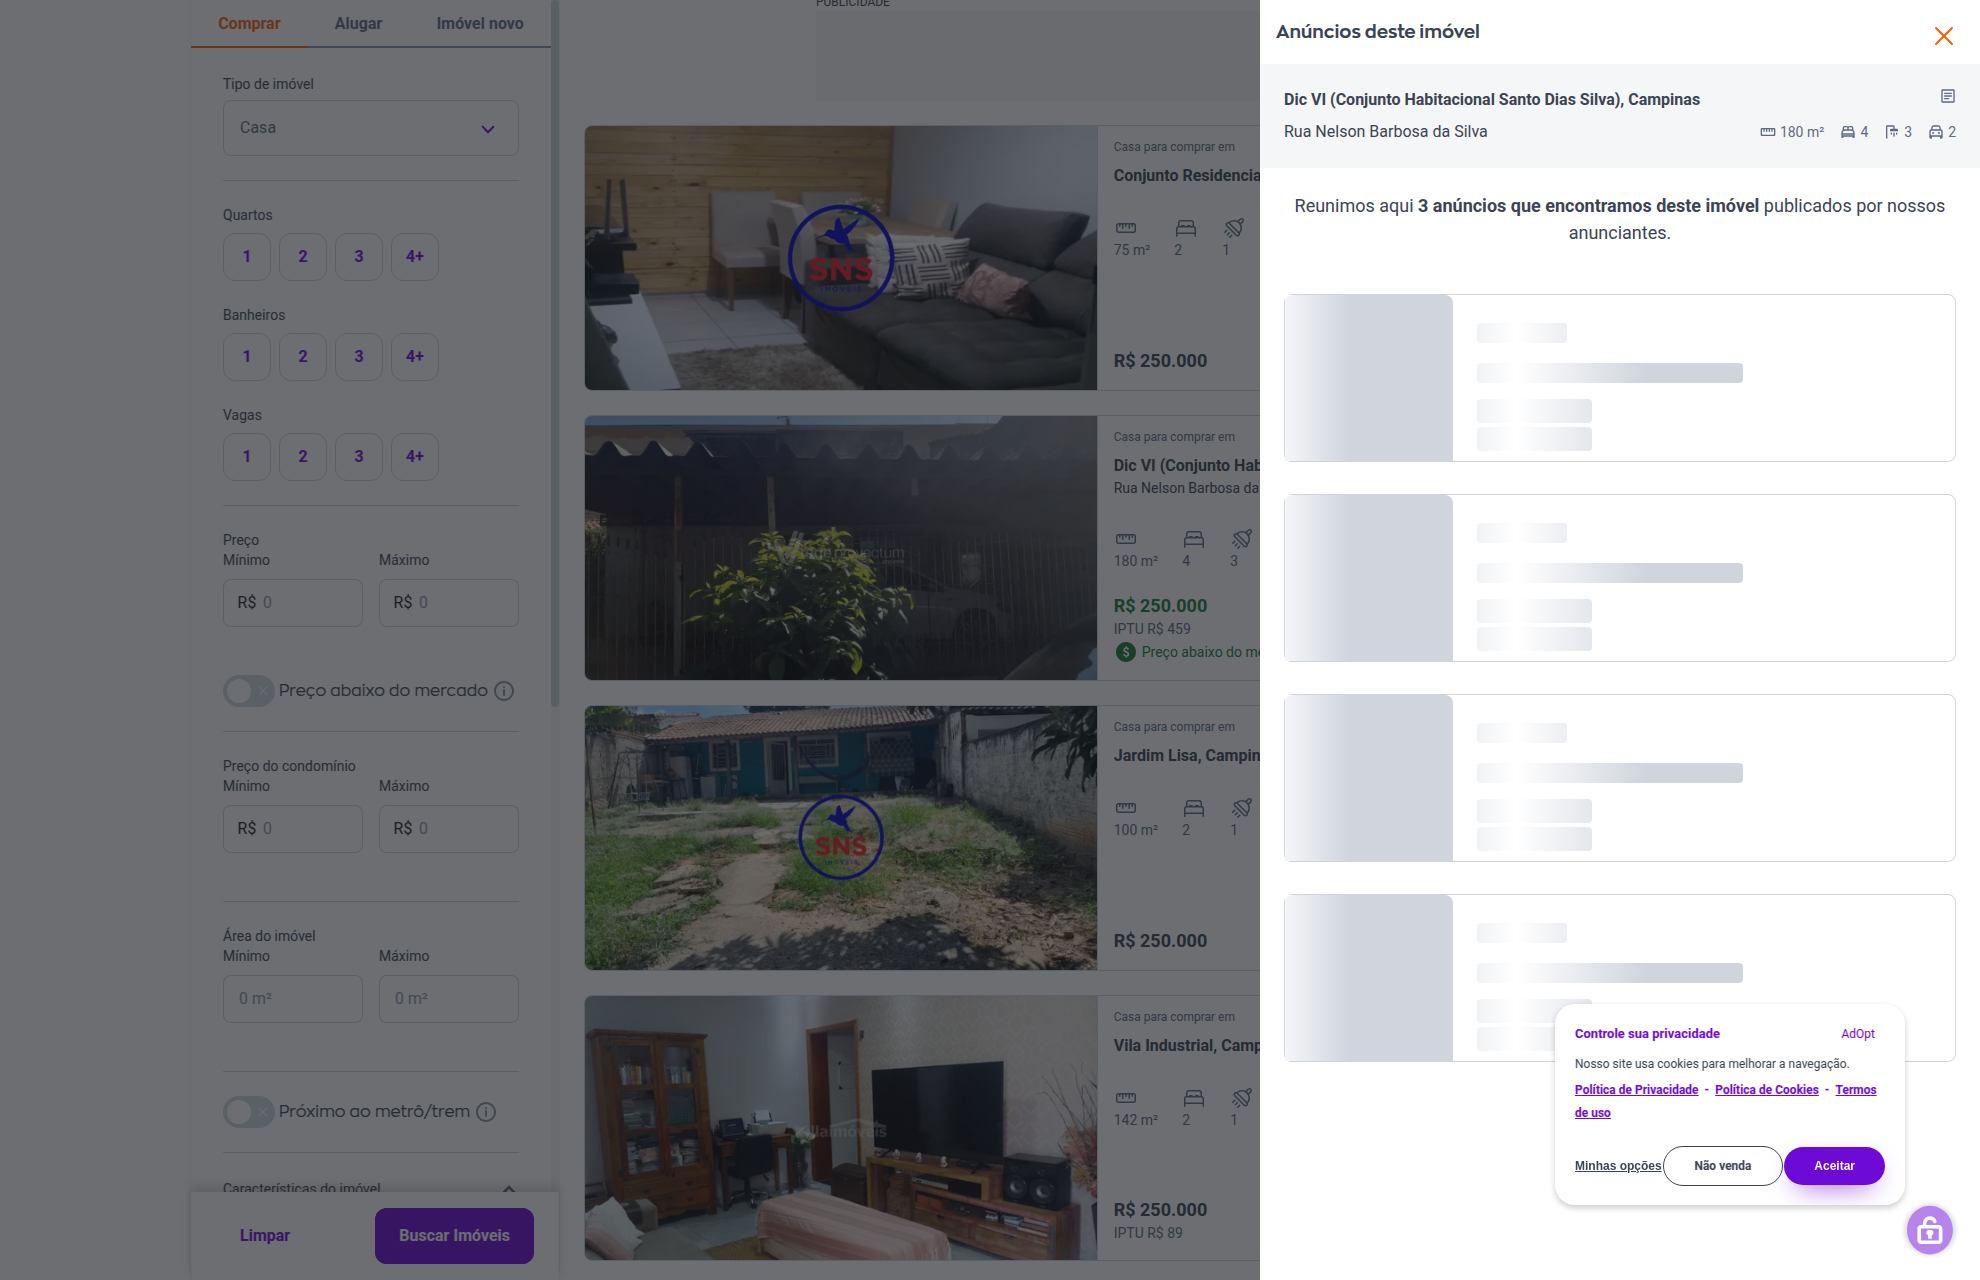 Comprar
Alugar
Imóvel novo
Tipo de imóvel
Casa
Quartos
1
2
3
4+
Banheiros
1
2
3
4+
Vagas
1
2
3
4+
Preço
Mínimo
Máximo
R$ 0
R$ 0
Preço abaixo do mercado
Preço do condomínio
Mínimo
Máximo
R$ 0
R$ 0
Área do imóvel
Mínimo
Máximo
0 m²
0 m²
Próximo ao metrô/trem
Características do imóvel
Limpar
Buscar Imóveis
PUBLICIDADE
SNS
IMÓVEIS
Casa para comprar em
Conjunto Residencia
75 m²
2
1
R$ 250.000
Casa para comprar em
Dic VI (Conjunto Hab
Rua Nelson Barbosa da
180 m²
4
3
R$ 250.000
IPTU R$ 459
$ Preço abaixo do me
SNS
IMÓVEIS
Casa para comprar em
Jardim Lisa, Campin
100 m²
2
1
R$ 250.000
Casa para comprar em
Vila Industrial, Camp
142 m²
2
1
R$ 250.000
IPTU R$ 89
Anúncios deste imóvel
Dic VI (Conjunto Habitacional Santo Dias Silva), Campinas
Rua Nelson Barbosa da Silva
180 m²
4
3
2
Reunimos aqui 3 anúncios que encontramos deste imóvel publicados por nossos
anunciantes.
Controle sua privacidade
AdOpt
Nosso site usa cookies para melhorar a navegação.
Política de Privacidade - Política de Cookies - Termos
de uso
Minhas opções
Não venda
Aceitar